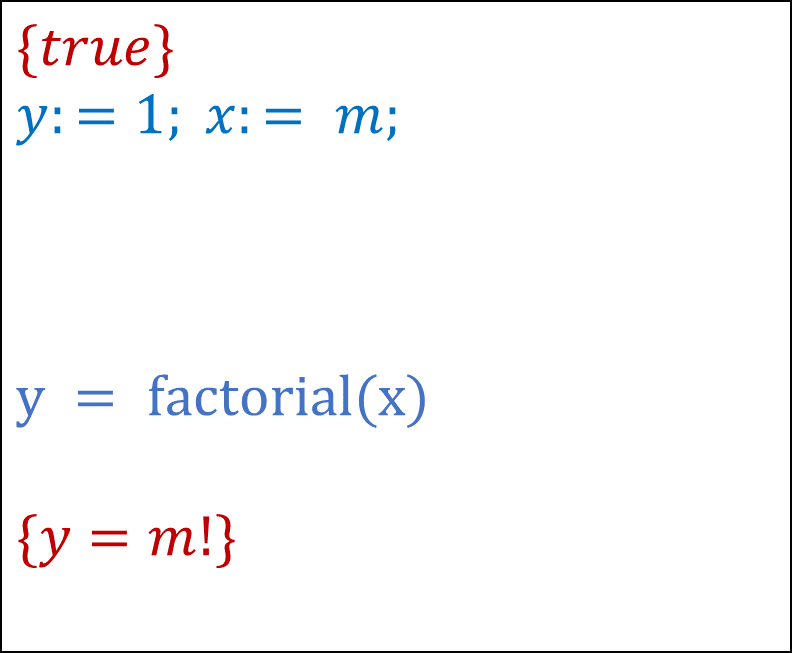 {true}
y: = 1; x: = m;
y = factorial(x)
{y = m!}